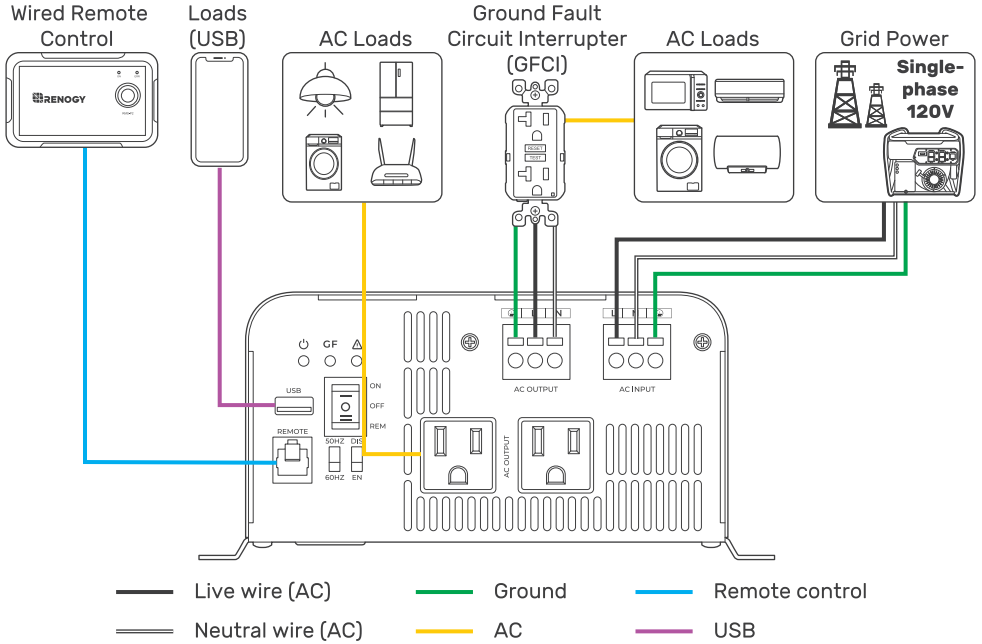 Wired Remote
Control
Loads
(USB)
AC Loads
Ground Fault
Circuit Interrupter
(GFCI)
AC Loads
Grid Power
Single-
phase
120V
RENOGY
RESET
TEST
L N
L N
AC OUTPUT
AC INPUT
GF
USB
ON
OFF
REM
REMOTE
50HZ DIS
60HZ EN
AC OUTPUT
Live wire (AC)
Ground
Remote control
Neutral wire (AC)
AC
USB